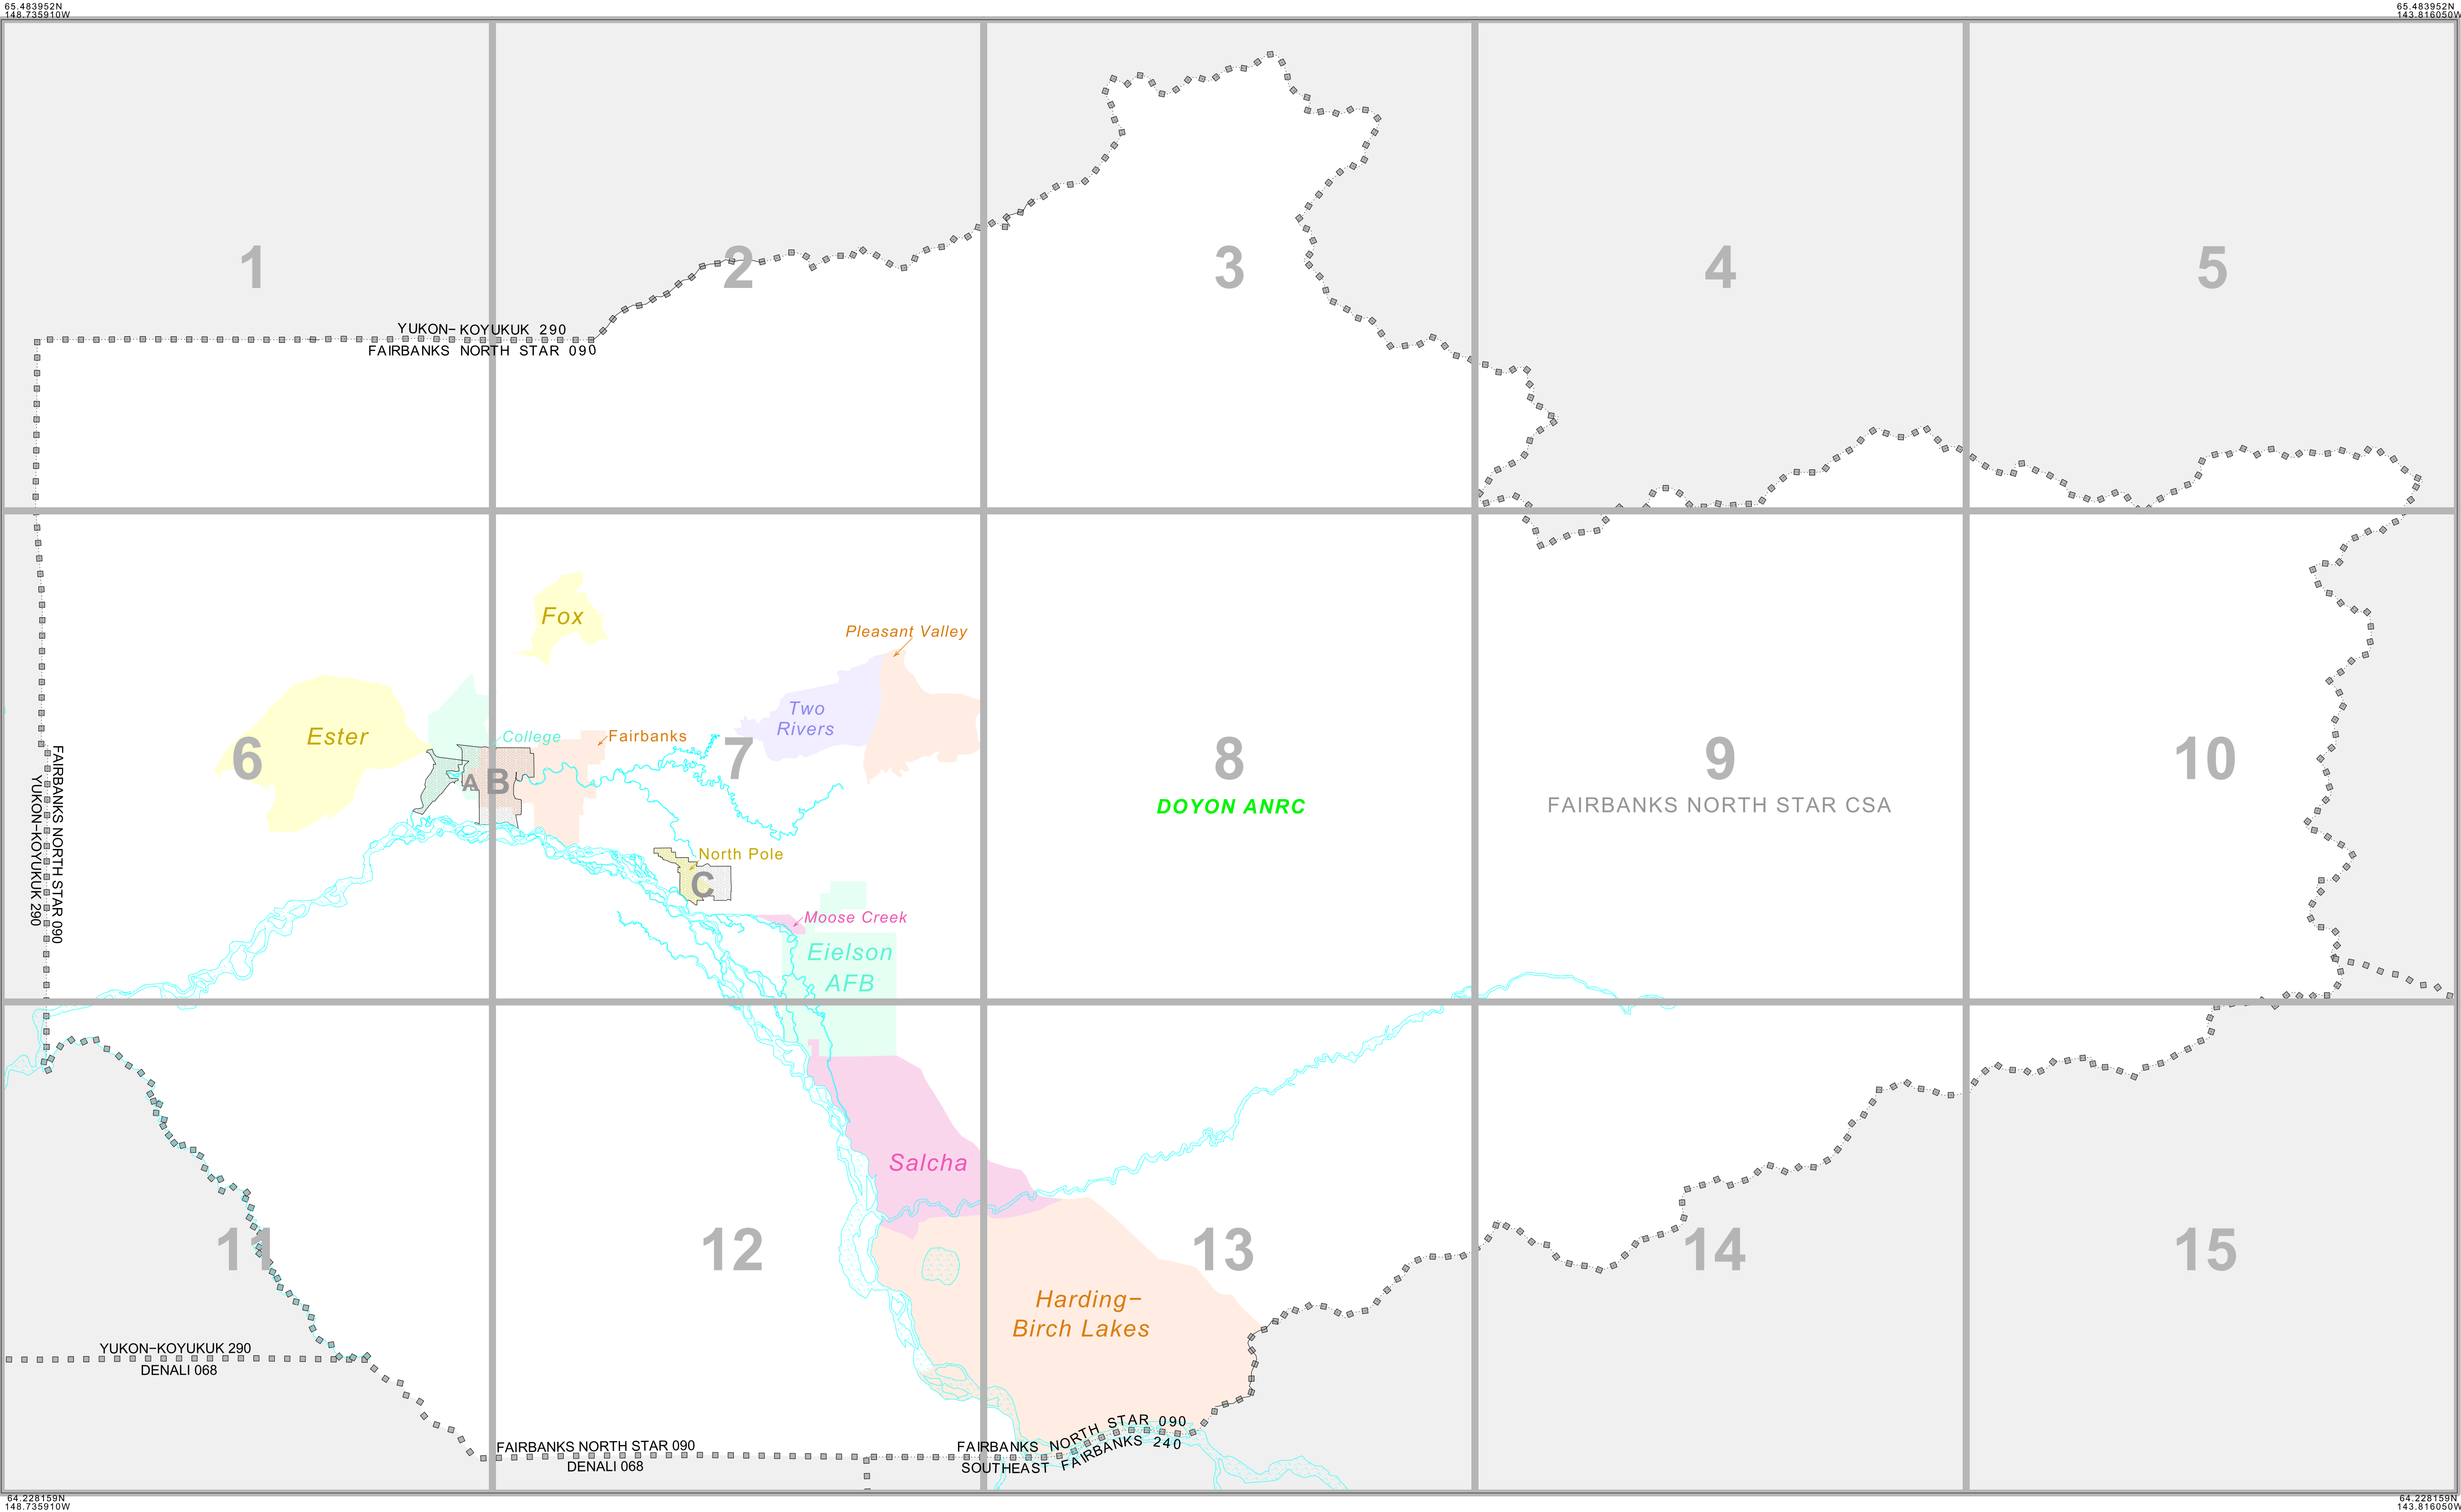 65.483952N
148.735910W
65.483952N
143.816050W
1
2
3
4
5
YUKON-KOYUKUK 290
FAIRBANKS NORTH STAR 090
Fox
Pleasant Valley
Two
Rivers
Ester
College
Fairbanks
6
7
8
9
10
A
B
DOYON ANRC
FAIRBANKS NORTH STAR CSA
FAIRBANKS NORTH STAR 090
YUKON-KOYUKUK 290
North Pole
C
Moose Creek
Eielson
AFB
Salcha
11
12
13
14
15
Harding-
Birch Lakes
YUKON-KOYUKUK 290
DENALI 068
FAIRBANKS NORTH STAR 090
DENALI 068
FAIRBANKS NORTH STAR 090
SOUTHEAST FAIRBANKS 240
64.228159N
148.735910W
64.228159N
143.816050W